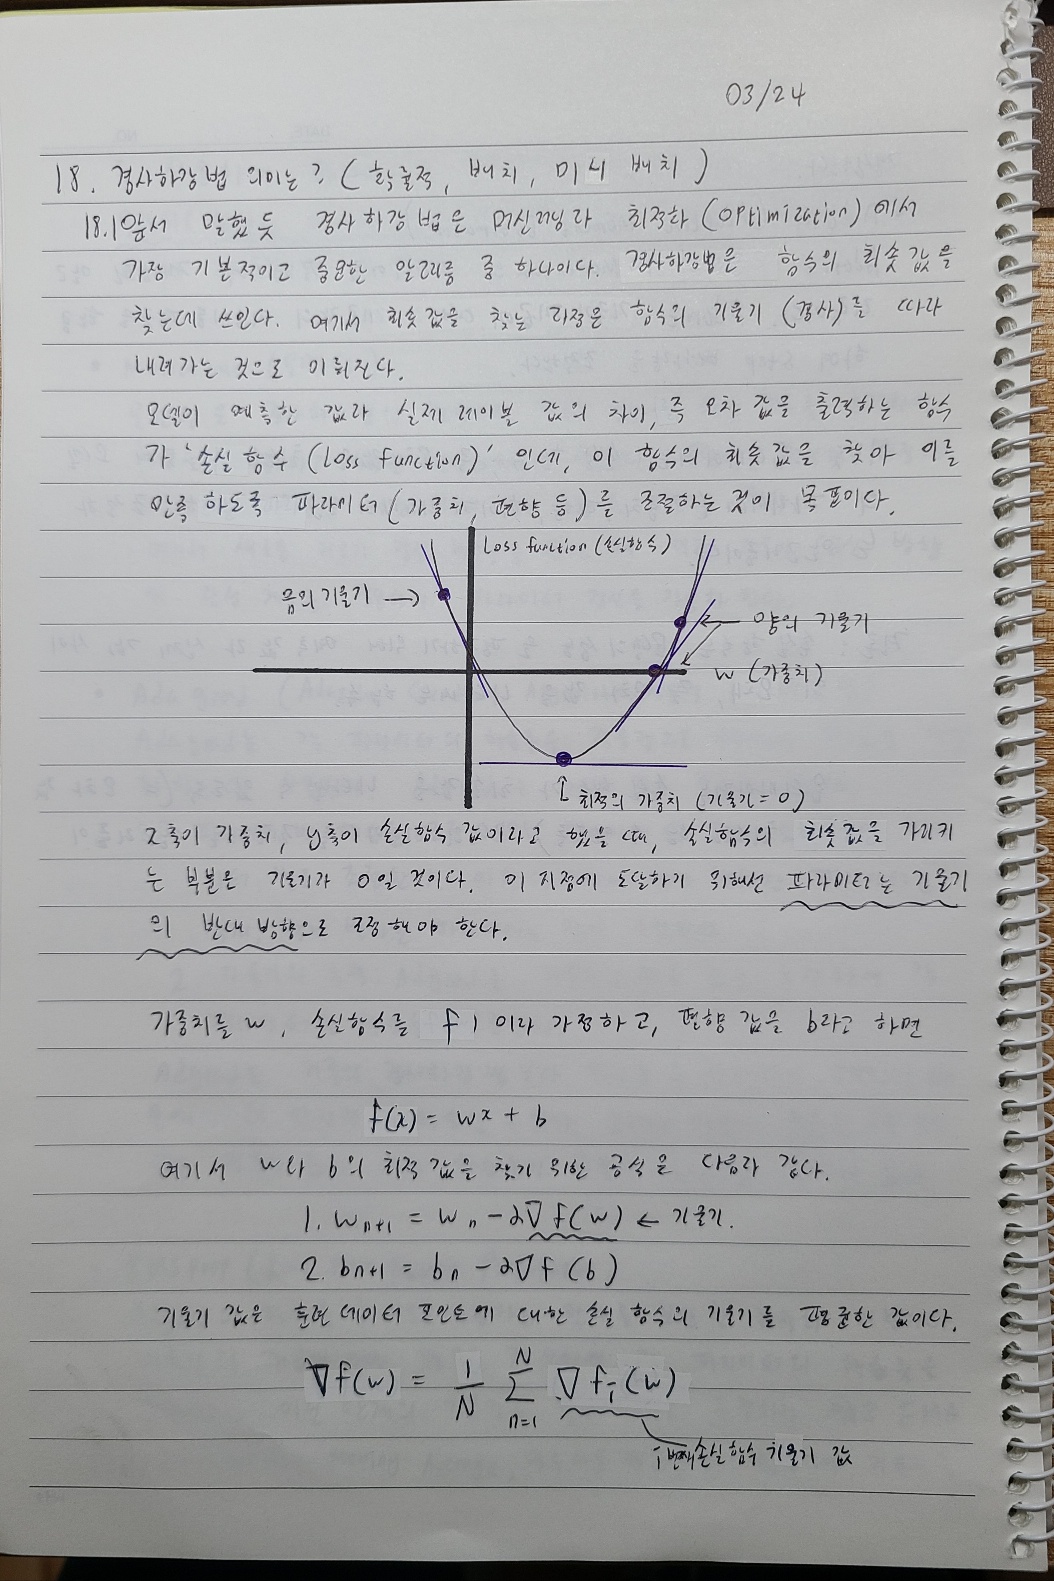 03/24
18. 경사하강법 의미는? (확률적, 배치, 미니 배치)
18.1 앞서 말했듯 경사하강법은 머신러닝과 최적화(optimization)에서
가장 기본적이고 중요한 알고리즘 중 하나이다. 경사하강법은 함수의 최솟값을
찾는데 쓰인다. 여기서 최솟값을 찾는 과정은 함수의 기울기(경사)를 따라
내려가는 것으로 이뤄진다.
모델이 예측한 값과 실제 레이블 값의 차이, 즉 오차 값을 출력하는 함수
가 '손실 함수(Loss function)' 인데, 이 함수의 최솟값을 찾아 이를
만족하도록 파라미터(가중치, 편향 등)를 조절하는 것이 목표이다.
Loss function (손실함수)
음의 기울기 →
← 양의 기울기
w (가중치)
↑ 최적의 가중치 (기울기=0)
x축이 가중치, y축이 손실함수 값이라고 했을 때, 손실함수의 최솟값을 가리키
는 부분은 기울기가 0일 것이다. 이 지점에 도달하기 위해선 파라미터는 기울기
의 반대 방향으로 조정해야 한다.
가중치를 w, 손실함수를 f 이라 가정하고, 편향 값을 b라고 하면
f(x) = wx + b
여기서 w와 b의 최적 값을 찾기 위한 공식은 다음과 같다.
1. w_{n+1} = w_n - α∇f(w) ← 기울기.
2. b_{n+1} = b_n - α∇f(b)
기울기 값은 훈련 데이터 포인트에 대한 손실 함수의 기울기를 평균한 값이다.
∇f(w) = 1/N Σ_{n=1}^{N} ∇f_i(w)
i번째 손실함수 기울기 값